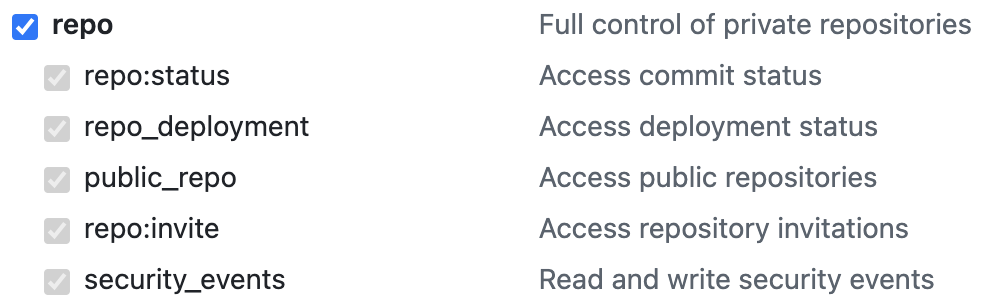 repo Full control of private repositories
repo:status Access commit status
repo_deployment Access deployment status
public_repo Access public repositories
repo:invite Access repository invitations
security_events Read and write security events